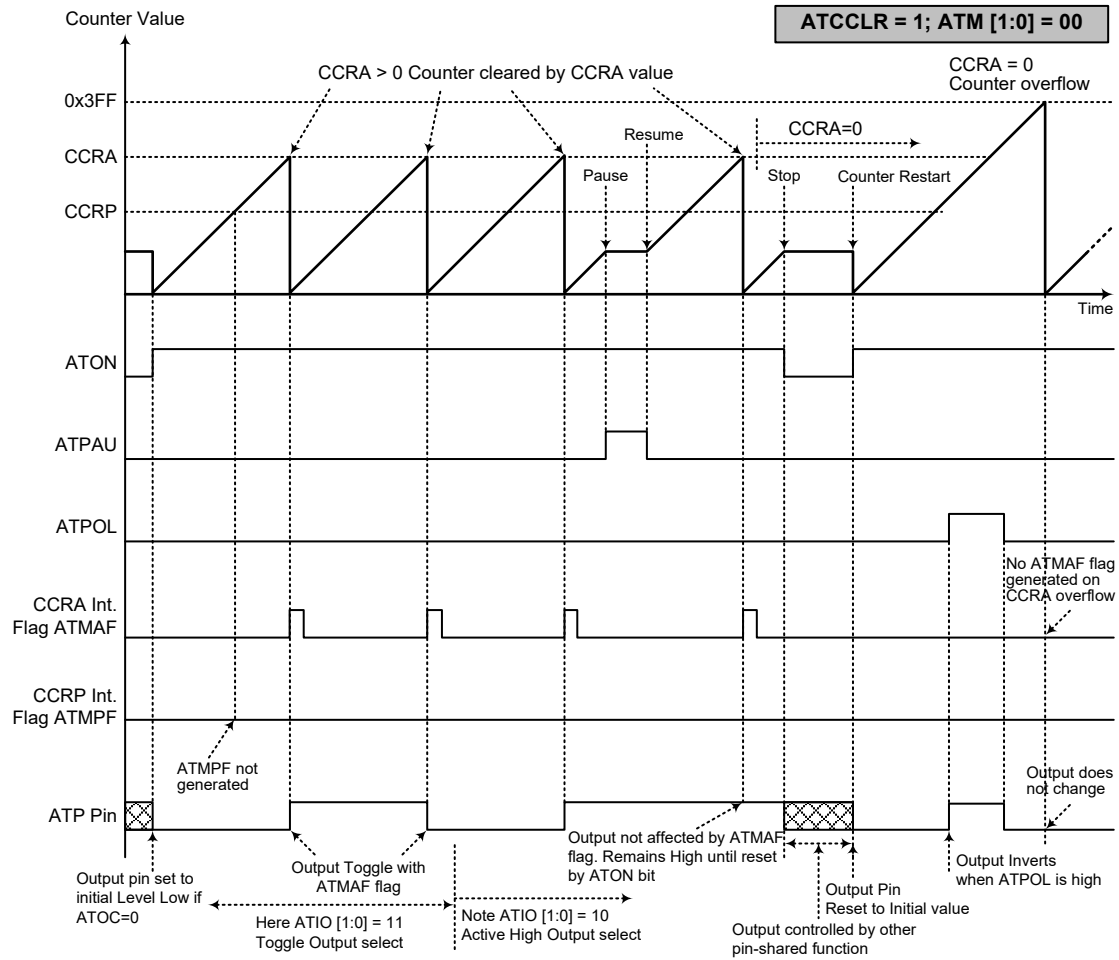 Counter Value
ATCCLR = 1; ATM [1:0] = 00
CCRA > 0 Counter cleared by CCRA value
CCRA = 0
Counter overflow
0x3FF
CCRA
CCRP
Resume
CCRA=0
Pause
Stop
Counter Restart
Time
ATON
ATPAU
ATPOL
No ATMAF flag
generated on
CCRA overflow
CCRA Int.
Flag ATMAF
CCRP Int.
Flag ATMPF
ATMPF not
generated
Output does
not change
ATP Pin
Output pin set to
initial Level Low if
ATOC=0
Output Toggle with
ATMAF flag
Output not affected by ATMAF
flag. Remains High until reset
by ATON bit
Output Inverts
when ATPOL is high
Output Pin
Reset to Initial value
Here ATIO [1:0] = 11
Toggle Output select
Note ATIO [1:0] = 10
Active High Output select
Output controlled by other
pin-shared function